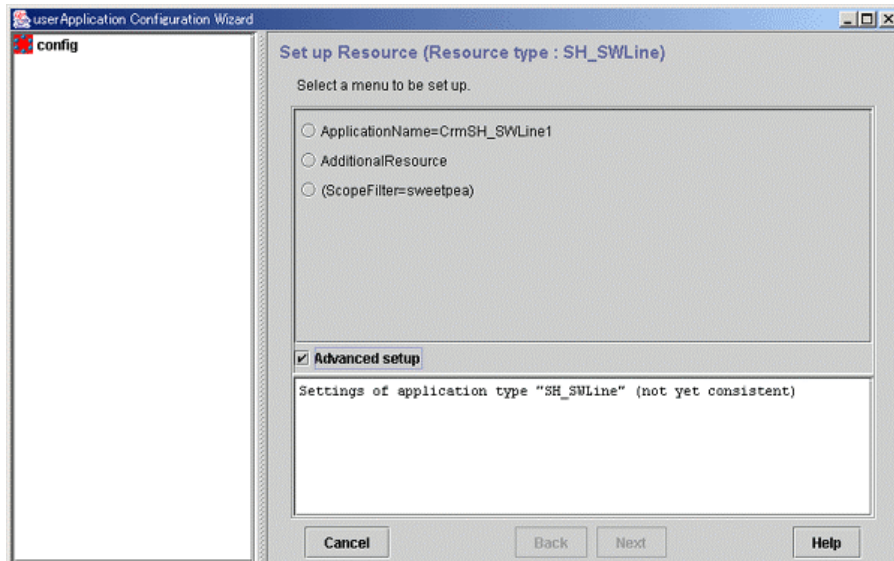 userApplication Configuration Wizard
config
Set up Resource (Resource type : SH_SWLine)
Select a menu to be set up.
ApplicationName=CrmSH_SWLine1
AdditionalResource
(ScopeFilter=sweetpea)
Advanced setup
Settings of application type "SH_SWLine" (not yet consistent)
Cancel
Back
Next
Help